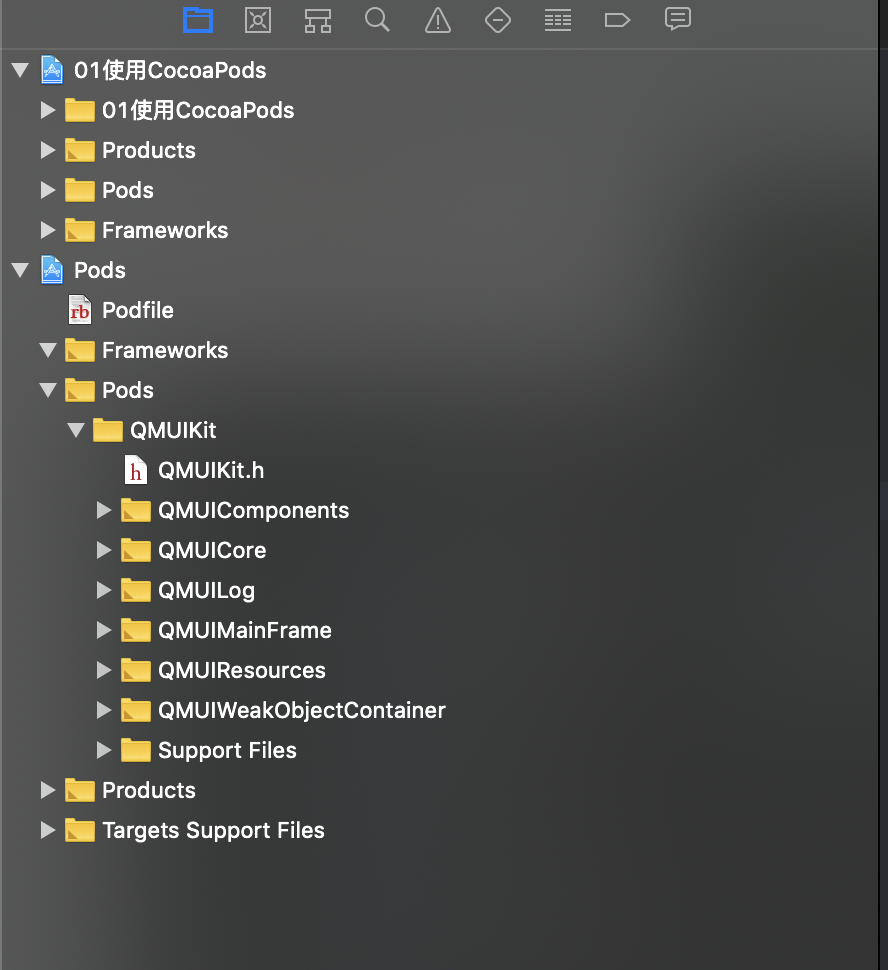 01使用CocoaPods
01使用CocoaPods
Products
Pods
Frameworks
Pods
rb Podfile
Frameworks
Pods
QMUIKit
h QMUIKit.h
QMUIComponents
QMUICore
QMUILog
QMUIMainFrame
QMUIResources
QMUIWeakObjectContainer
Support Files
Products
Targets Support Files